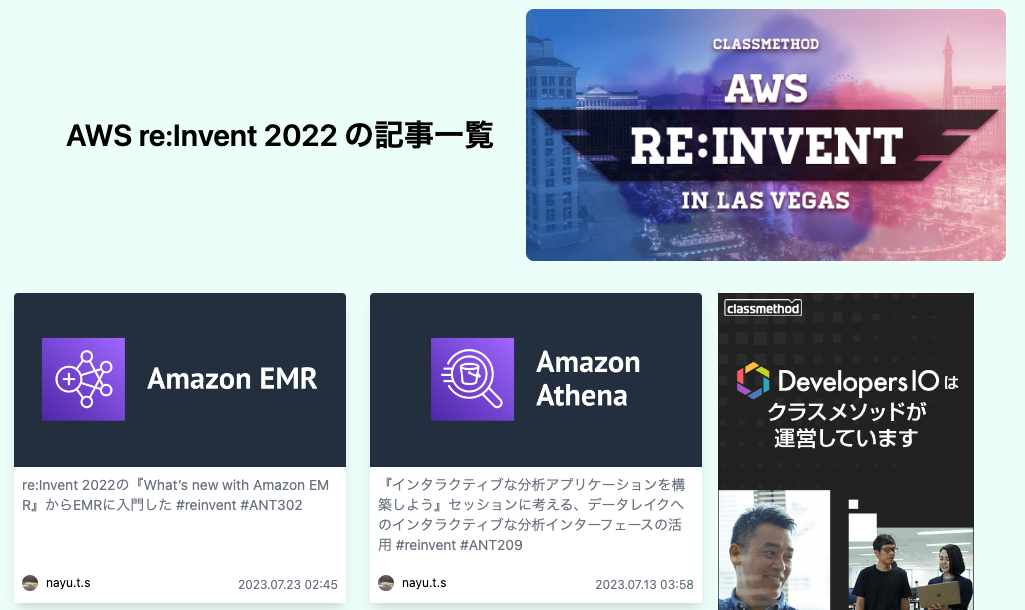 AWS re:Invent 2022 の記事一覧
CLASSMETHOD
AWS
RE:INVENT
IN LAS VEGAS
Amazon EMR
re:Invent 2022の『What’s new with Amazon EM
R』からEMRに入門した #reinvent #ANT302
nayu.t.s
2023.07.23 02:45
Amazon
Athena
『インタラクティブな分析アプリケーションを構
築しよう』セッションに考える、データレイクへ
のインタラクティブな分析インターフェースの活
用 #reinvent #ANT209
nayu.t.s
2023.07.13 03:58
classmethod
DevelopersIO は
クラスメソッドが
運営しています